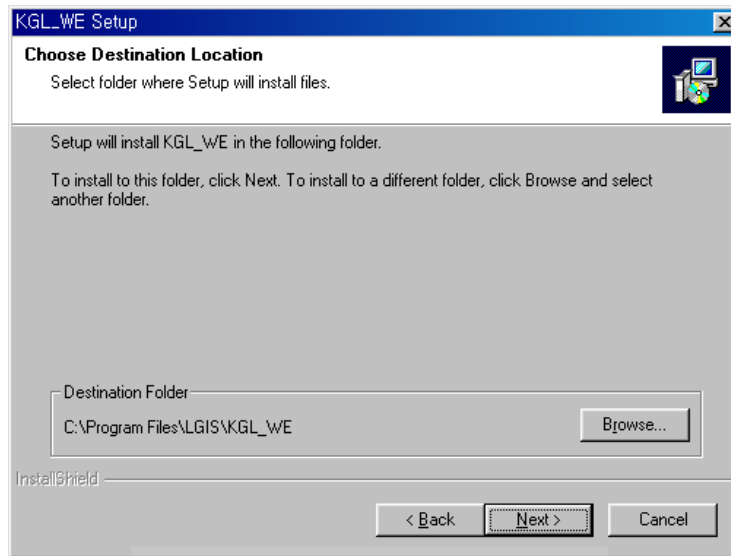 KGL_WE Setup
Choose Destination Location
Select folder where Setup will install files.
Setup will install KGL_WE in the following folder.
To install to this folder, click Next. To install to a different folder, click Browse and select
another folder.
Destination Folder
C:\Program Files\LGIS\KGL_WE
Browse...
InstallShield
< Back
Next >
Cancel